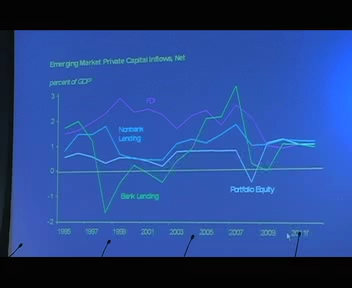 Emerging Market Private Capital Inflows, Net
percent of GDP
3
FDI
2
Nonbank
Lending
1
0
Bank Lending
Portfolio Equity
-1
-2
1995 1997 1999 2001 2003 2005 2007 2009 2011f